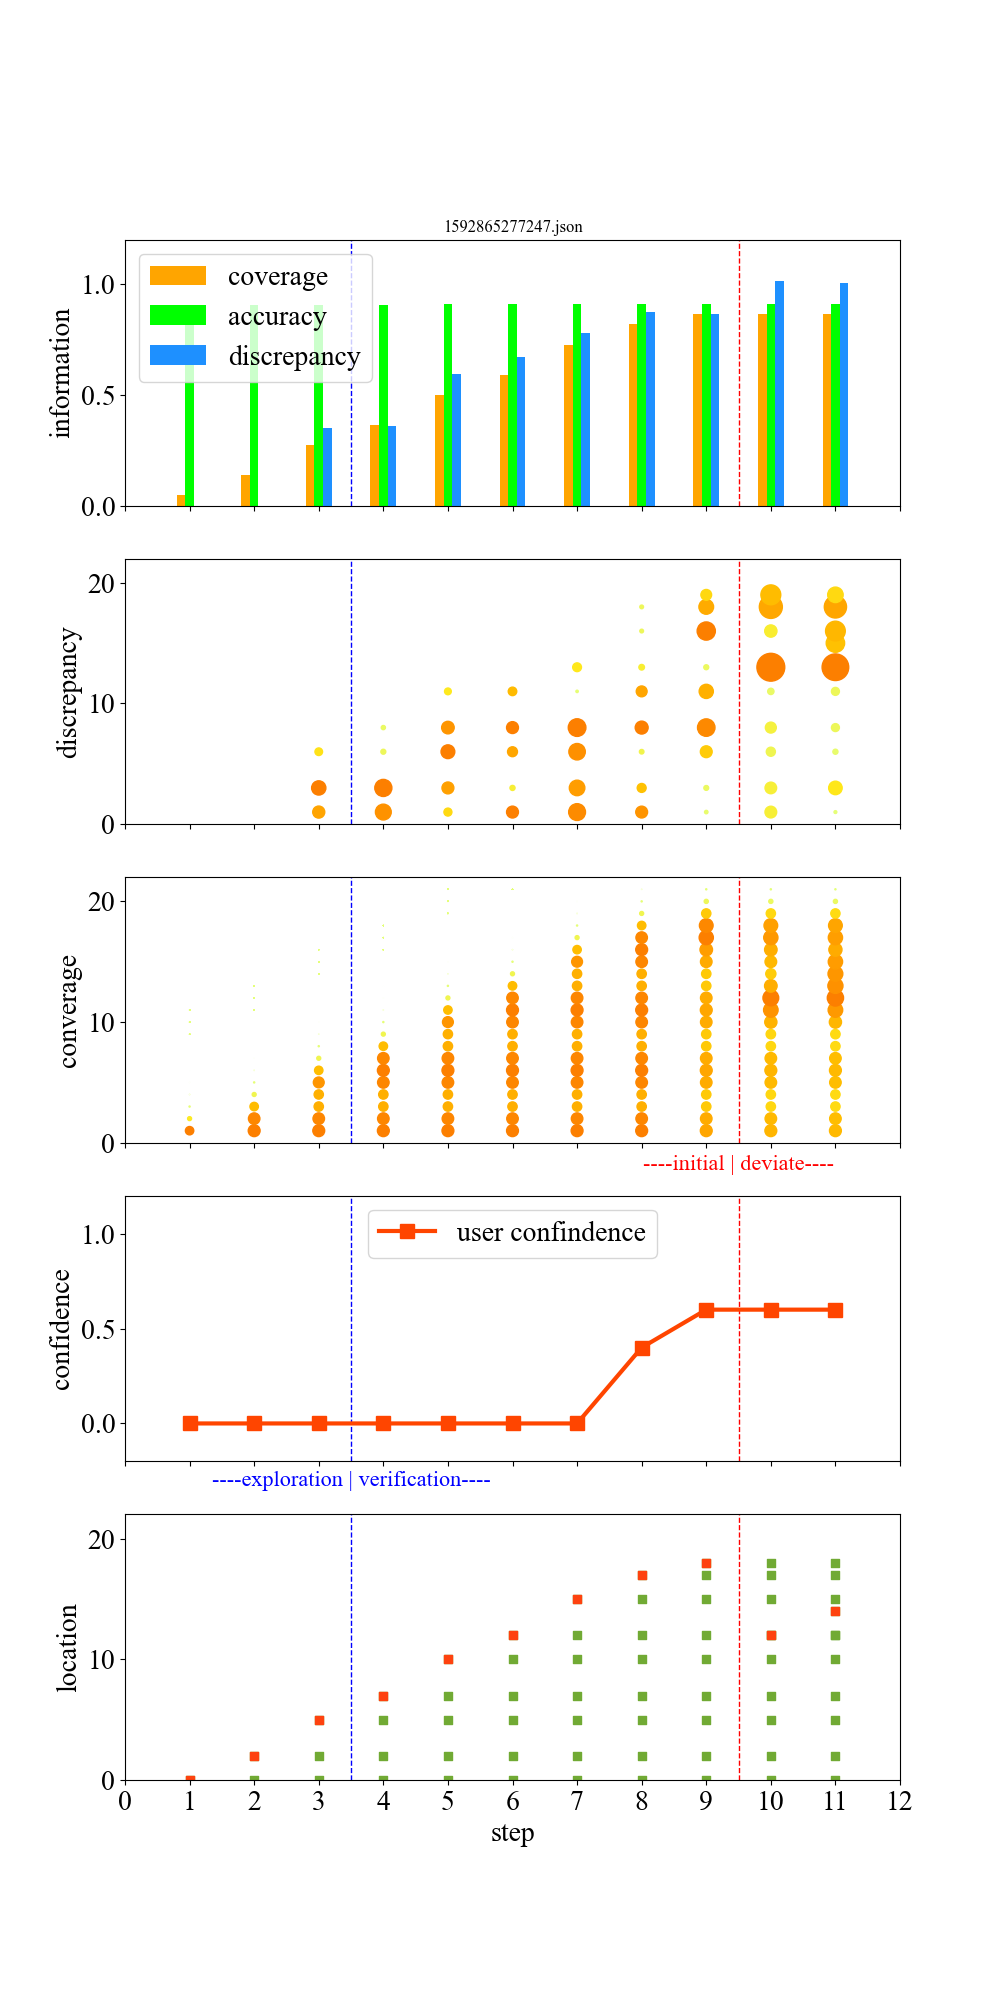 1592865277247.json
information
1.0
0.5
0.0
coverage
accuracy
discrepancy
discrepancy
20
10
0
converage
20
10
0
----initial | deviate----
confidence
1.0
0.5
0.0
user confindence
----exploration | verification----
location
20
10
0
0 1 2 3 4 5 6 7 8 9 10 11 12
step